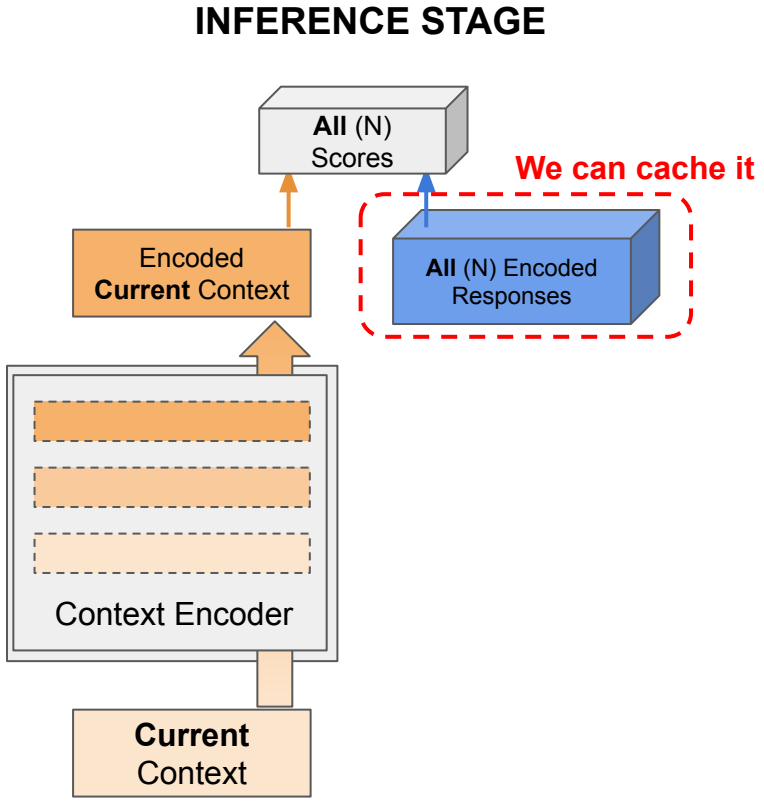 INFERENCE STAGE
All (N)
Scores
We can cache it
Encoded
Current Context
All (N) Encoded
Responses
Context Encoder
Current
Context